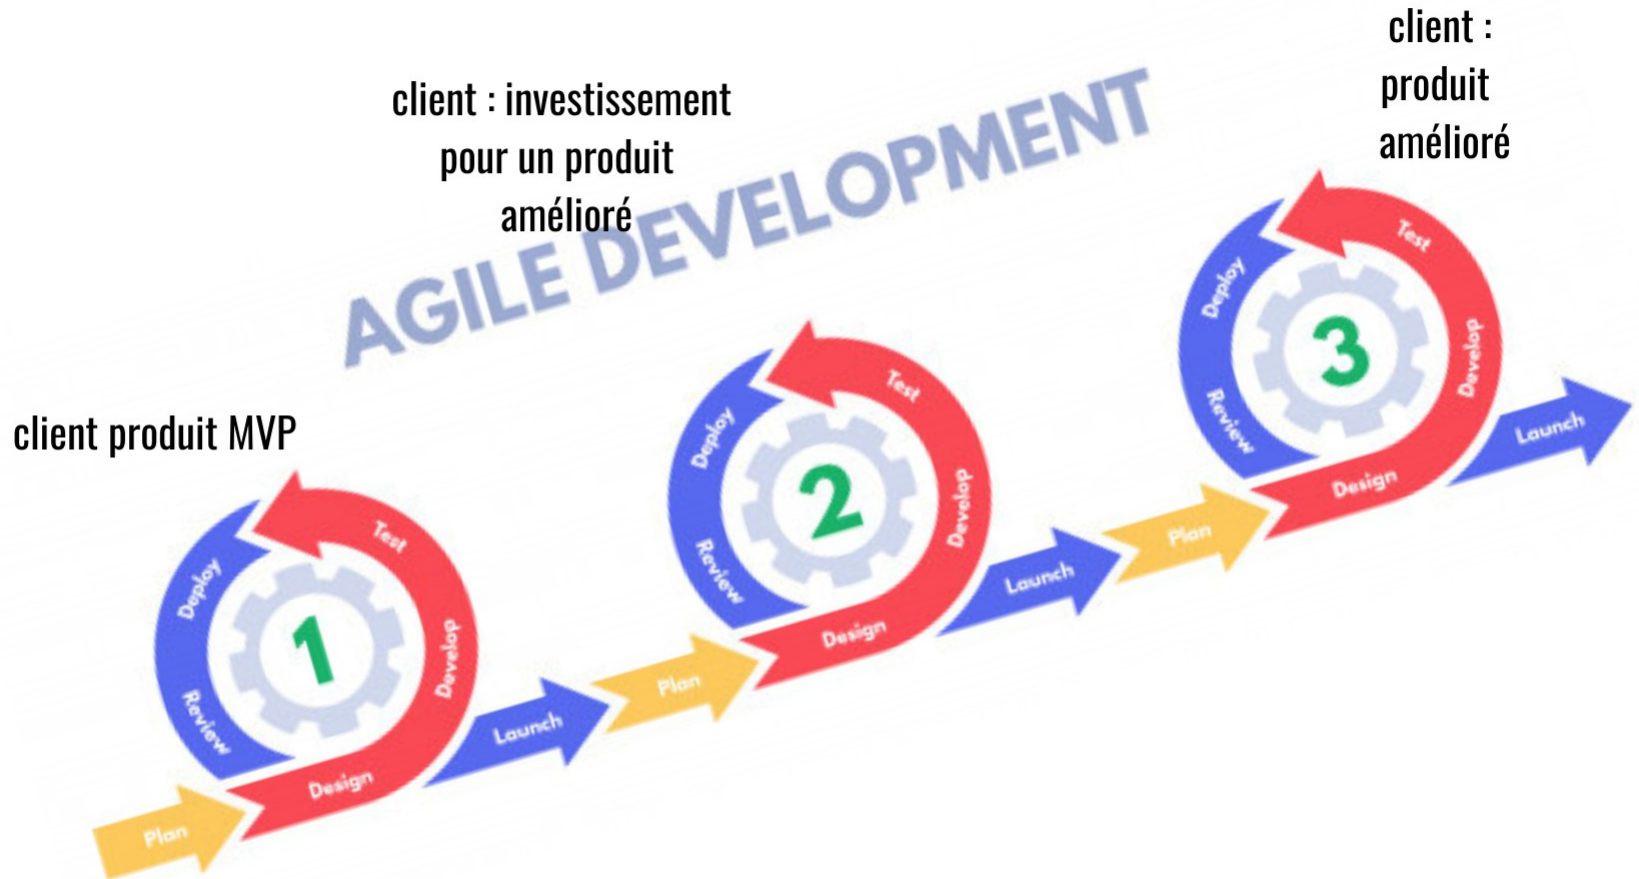 client :
produit
amélioré
client : investissement
pour un produit
amélioré
AGILE DEVELOPMENT
client produit MVP
1
Plan
Design
Develop
Test
Deploy
Review
Launch
2
Plan
Design
Develop
Test
Deploy
Review
Launch
3
Plan
Design
Develop
Test
Deploy
Review
Launch